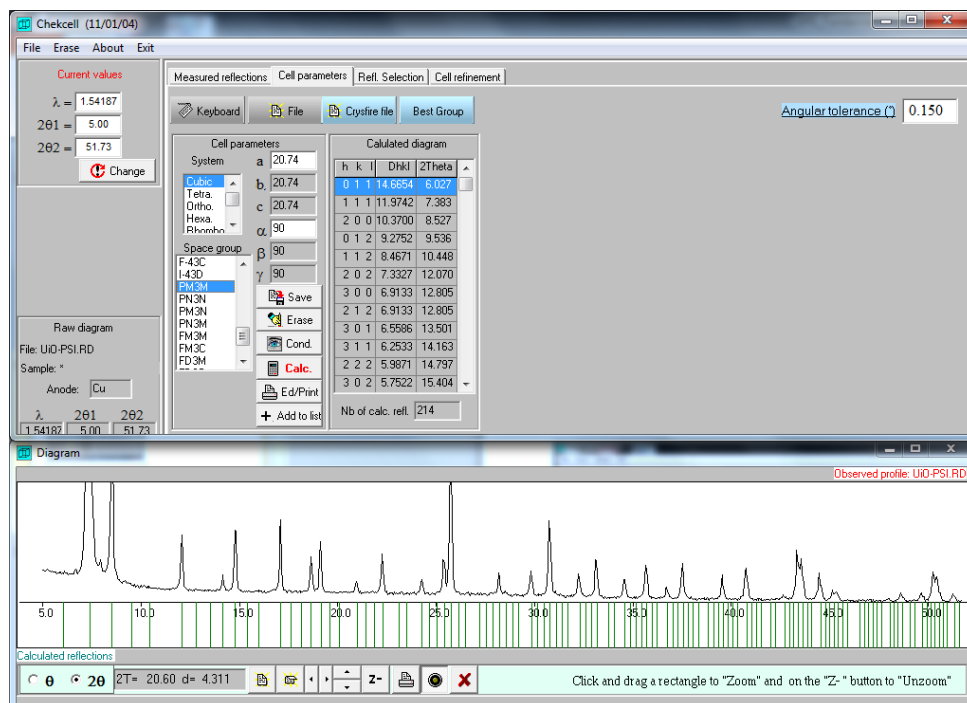 Chekcell (11/01/04)
File Erase About Exit
Current values
λ = 1.54187
2θ1 = 5.00
2θ2 = 51.73
Change
Measured reflections Cell parameters Refl. Selection Cell refinement
Keyboard File Crysfire file Best Group
Angular tolerance (°) 0.150
Cell parameters
System
Cubic
Tetra.
Ortho.
Hexa.
Rhombo
a 20.74
b, 20.74
c 20.74
α 90
β 90
γ 90
Space group
F-43C
I-43D
PM3M
PN3N
PM3N
PN3M
FM3M
FM3C
FD3M
Save
Erase
Cond.
Calc.
Ed/Print
+ Add to list
Calulated diagram
h k l Dhkl 2Theta
0 1 1 14.6654 6.027
1 1 1 11.9742 7.383
2 0 0 10.3700 8.527
0 1 2 9.2752 9.536
1 1 2 8.4671 10.448
2 0 2 7.3327 12.070
3 0 0 6.9133 12.805
2 1 2 6.9133 12.805
3 0 1 6.5586 13.501
3 1 1 6.2533 14.163
2 2 2 5.9871 14.797
3 0 2 5.7522 15.404
Nb of calc. refl. 214
Raw diagram
File: UiO-PSI.RD
Sample: *
Anode: Cu
λ 2θ1 2θ2
1.54187 5.00 51.73
Diagram
Observed profile: UiO-PSI.RD
5.0 10.0 15.0 20.0 25.0 30.0 35.0 40.0 45.0 50.0
Calculated reflections
θ 2θ 2T= 20.60 d= 4.311 Z- Click and drag a rectangle to "Zoom" and on the "Z-" button to "Unzoom"